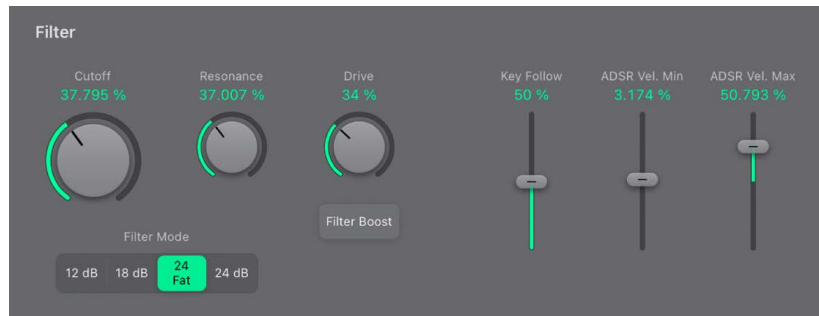 Filter
Cutoff Resonance Drive Key Follow ADSR Vel. Min ADSR Vel. Max
37.795 % 37.007 % 34 % 50 % 3.174 % 50.793 %
Filter Boost
Filter Mode
12 dB 18 dB 24 Fat 24 dB